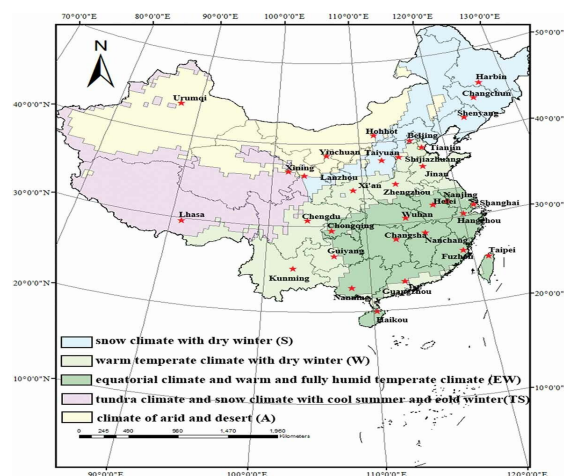 80°0'0"E
90°0'0"E
100°0'0"E
110°0'0"E
120°0'0"E
130°0'0"E
50°0'0"N
N
Harbin
Urumqi
Changchun
40°0'0"N
Shenyang
Hohhot
Beijing
40°0'0"N
Yinchuan
Taiyuan
Tianjin
Xining
Shijiazhuang
Lanzhou
Jinan
30°0'0"N
Xi'an
Zhengzhou
Nanjing
Hefei
Shanghai
30°0'0"N
Lhasa
Chengdu
Wuhan
Hangzhou
Chongqing
Changsha
Nanchang
Guiyang
Fuzhou
Taipei
20°0'0"N
Kunming
Guangzhou
20°0'0"N
Nanning
Haikou
snow climate with dry winter (S)
warm temperate climate with dry winter (W)
10°0'0"N
equatorial climate and warm and fully humid temperate climate (EW)
10°0'0"N
tundra climate and snow climate with cool summer and cold winter(TS)
climate of arid and desert (A)
0 245 490 980 1,470 1,960
Kilometers
90°0'0"E
100°0'0"E
110°0'0"E
120°0'0"E